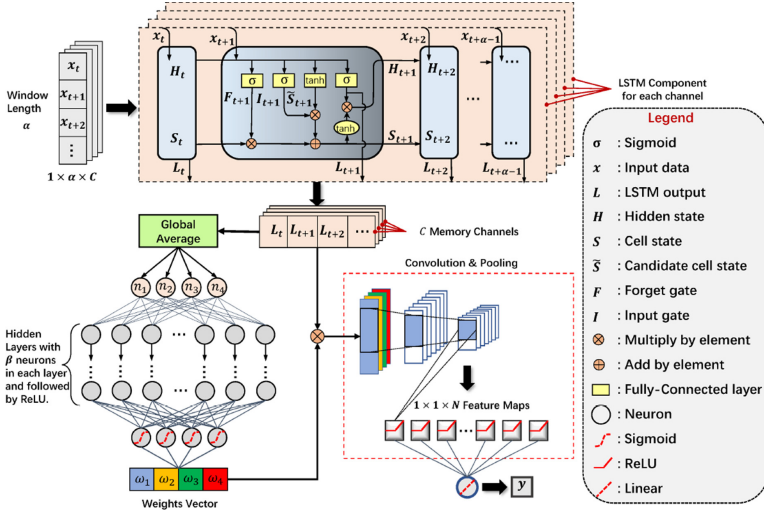 x_t
x_{t+1}
x_{t+2}
⋮
Window
Length
α
1 × α × C
x_t
H_t
S_t
L_t
x_{t+1}
σ
σ
tanh
σ
F_{t+1}
I_{t+1}
S̃_{t+1}
tanh
H_{t+1}
S_{t+1}
L_{t+1}
x_{t+2}
H_{t+2}
S_{t+2}
L_{t+2}
...
x_{t+α-1}
...
...
L_{t+α-1}
LSTM Component
for each channel
Legend
σ : Sigmoid
x : Input data
L : LSTM output
H : Hidden state
S : Cell state
S̃ : Candidate cell state
F : Forget gate
I : Input gate
⊗ : Multiply by element
⊕ : Add by element
: Fully-Connected layer
: Neuron
: Sigmoid
: ReLU
: Linear
Global
Average
L_t L_{t+1} L_{t+2} ...
C Memory Channels
n_1 n_2 n_3 n_4
Hidden
Layers with
β neurons
in each layer
and followed
by ReLU.
...
...
ω_1 ω_2 ω_3 ω_4
Weights Vector
Convolution & Pooling
1 × 1 × N Feature Maps
...
y